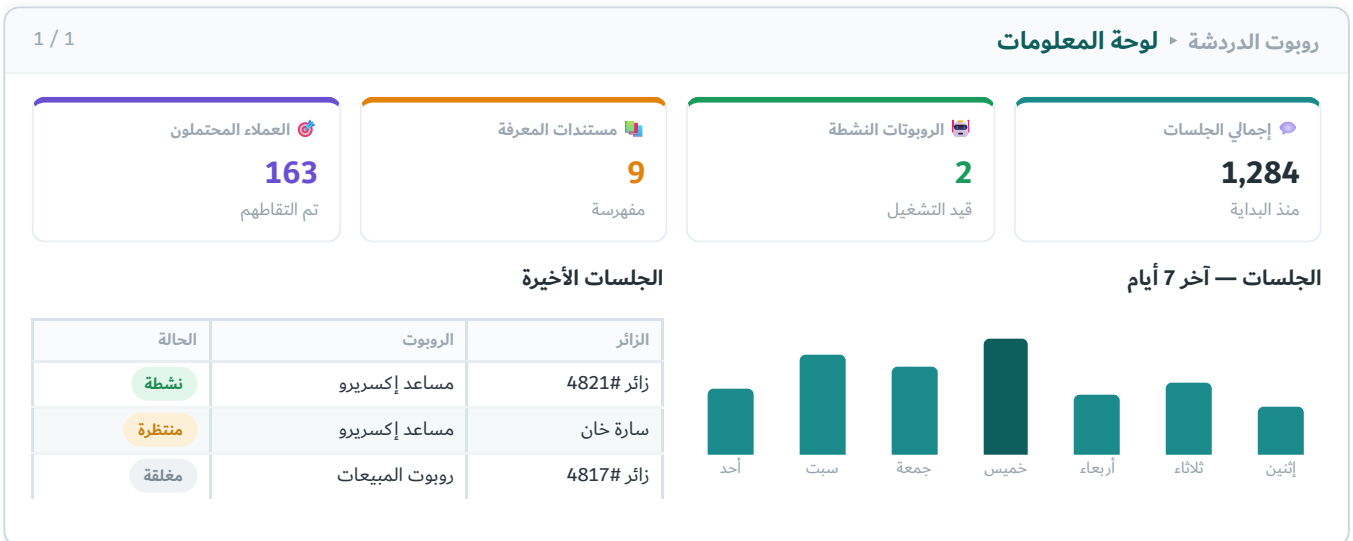 روبوت الدردشة ▸ لوحة المعلومات
1 / 1
💬 إجمالي الجلسات
1,284
منذ البداية
🤖 الروبوتات النشطة
2
قيد التشغيل
📚 مستندات المعرفة
9
مفهرسة
🎯 العملاء المحتملون
163
تم التقاطهم
الجلسات — آخر 7 أيام
إثنين ثلاثاء أربعاء خميس جمعة سبت أحد
الجلسات الأخيرة
الزائر الروبوت الحالة
زائر #4821 مساعد إكسريرو نشطة
سارة خان مساعد إكسريرو منتظرة
زائر #4817 روبوت المبيعات مغلقة